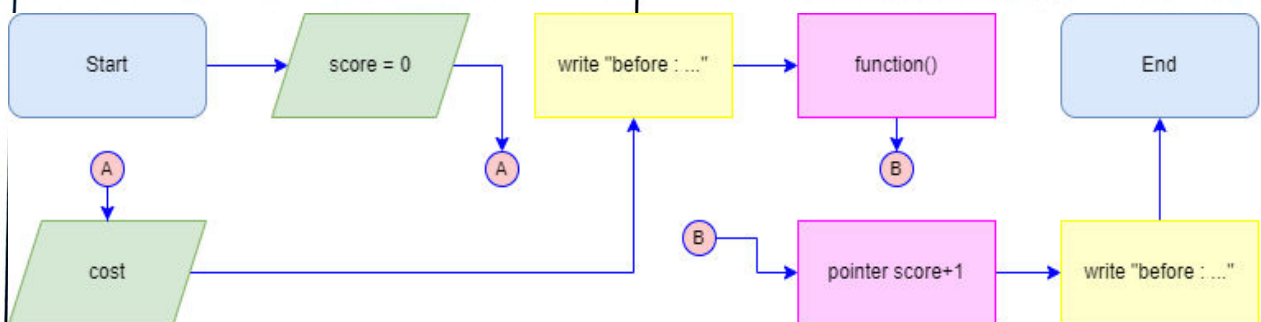 Start
score = 0
write "before : ..."
function()
End
A
A
B
cost
B
pointer score+1
write "before : ..."